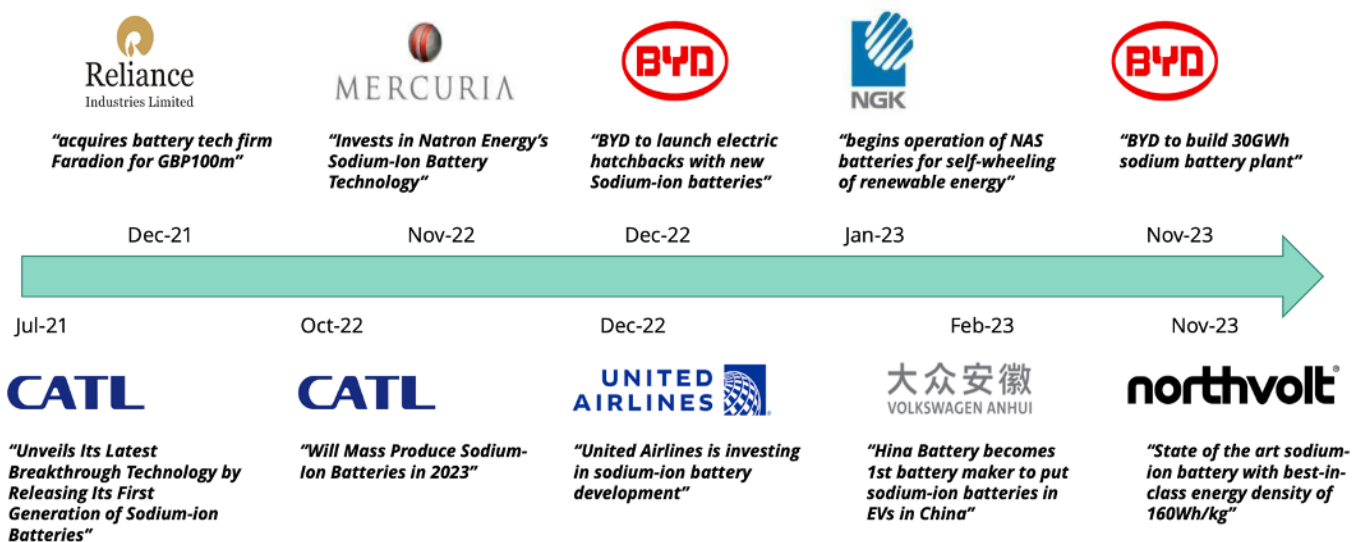 Reliance
Industries Limited
MERCURIA
BYD
NGK
BYD
“acquires battery tech firm
Faradion for GBP100m“
“Invests in Natron Energy’s
Sodium-Ion Battery
Technology“
“BYD to launch electric
hatchbacks with new
Sodium-ion batteries”
“begins operation of NAS
batteries for self-wheeling
of renewable energy”
“BYD to build 30GWh
sodium battery plant”
Dec-21
Nov-22
Dec-22
Jan-23
Nov-23
Jul-21
Oct-22
Dec-22
Feb-23
Nov-23
CATL
CATL
UNITED
AIRLINES
大众安徽
VOLKSWAGEN ANHUI
northvolt
“Unveils Its Latest
Breakthrough Technology by
Releasing Its First
Generation of Sodium-ion
Batteries”
“Will Mass Produce Sodium-
Ion Batteries in 2023”
“United Airlines is investing
in sodium-ion battery
development”
“Hina Battery becomes
1st battery maker to put
sodium-ion batteries in
EVs in China”
“State of the art sodium-
ion battery with best-in-
class energy density of
160Wh/kg”